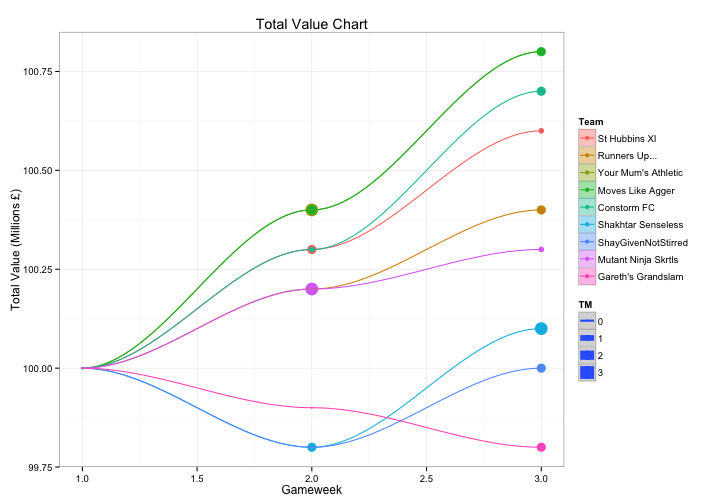 Total Value Chart
Total Value (Millions £)
100.75
100.50
100.25
100.00
99.75
1.0
1.5
2.0
2.5
3.0
Gameweek
Team
St Hubbins XI
Runners Up...
Your Mum's Athletic
Moves Like Agger
Constorm FC
Shakhtar Senseless
ShayGivenNotStirred
Mutant Ninja Skrtls
Gareth's Grandslam
TM
0
1
2
3